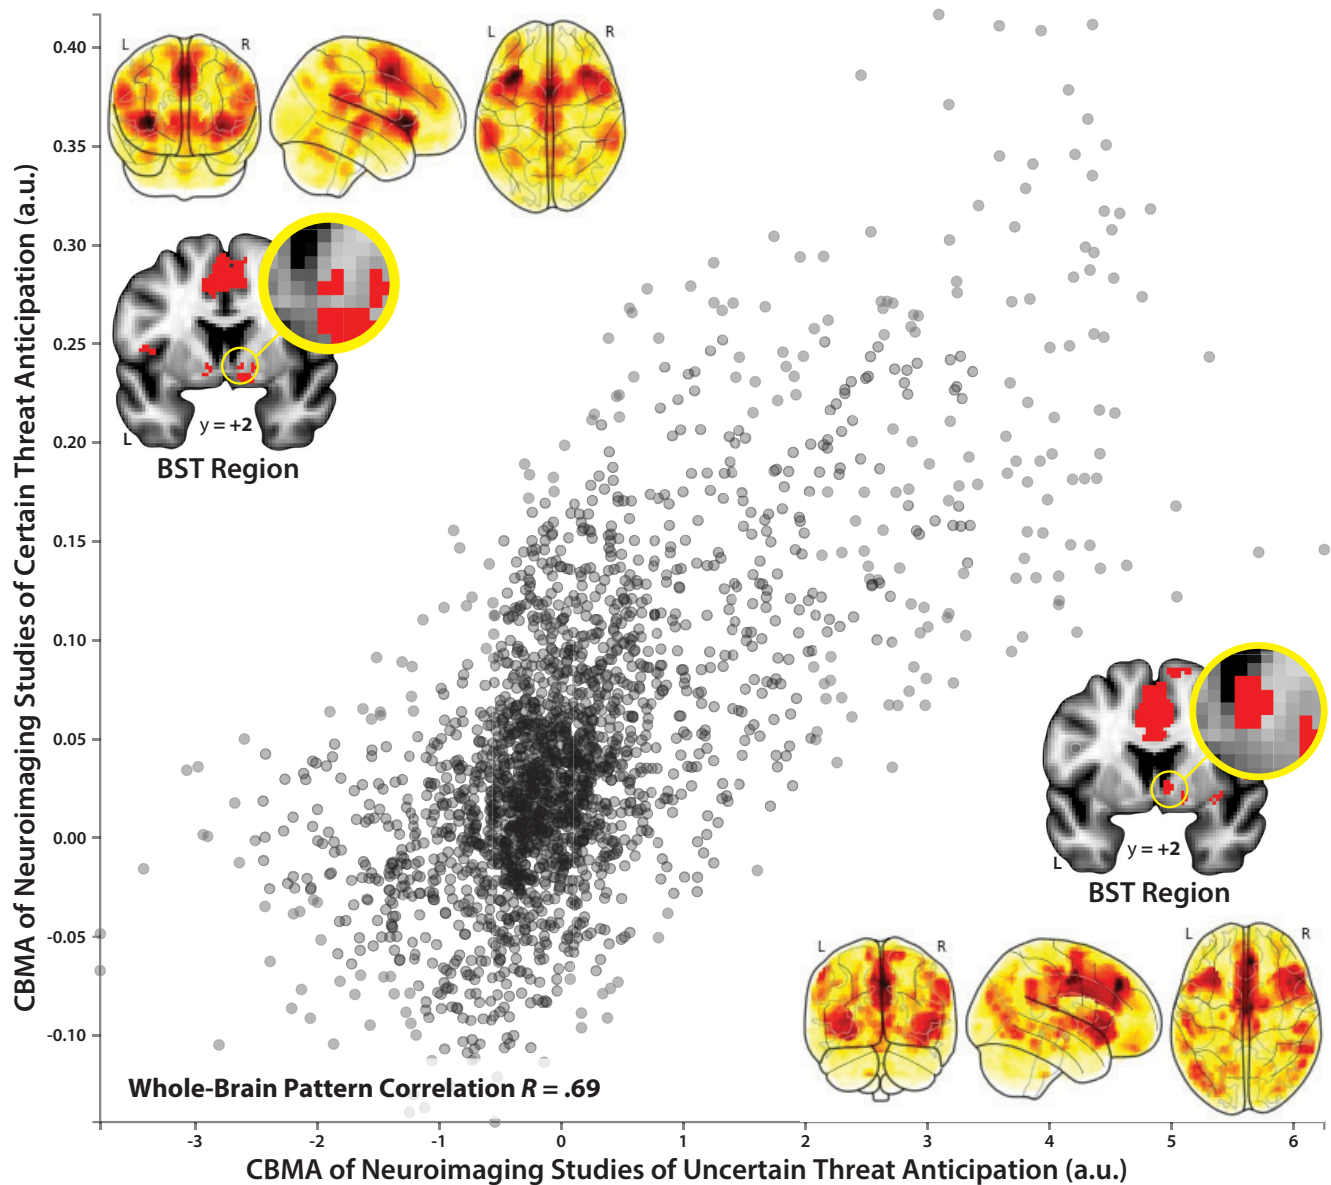 CBMA of Neuroimaging Studies of Certain Threat Anticipation (a.u.)
0.40
0.35
0.30
0.25
0.20
0.15
0.10
0.05
0.00
-0.05
-0.10
L R
L R
L
y = +2
BST Region
L
y = +2
BST Region
L R
L R
Whole-Brain Pattern Correlation R = .69
-3 -2 -1 0 1 2 3 4 5 6
CBMA of Neuroimaging Studies of Uncertain Threat Anticipation (a.u.)